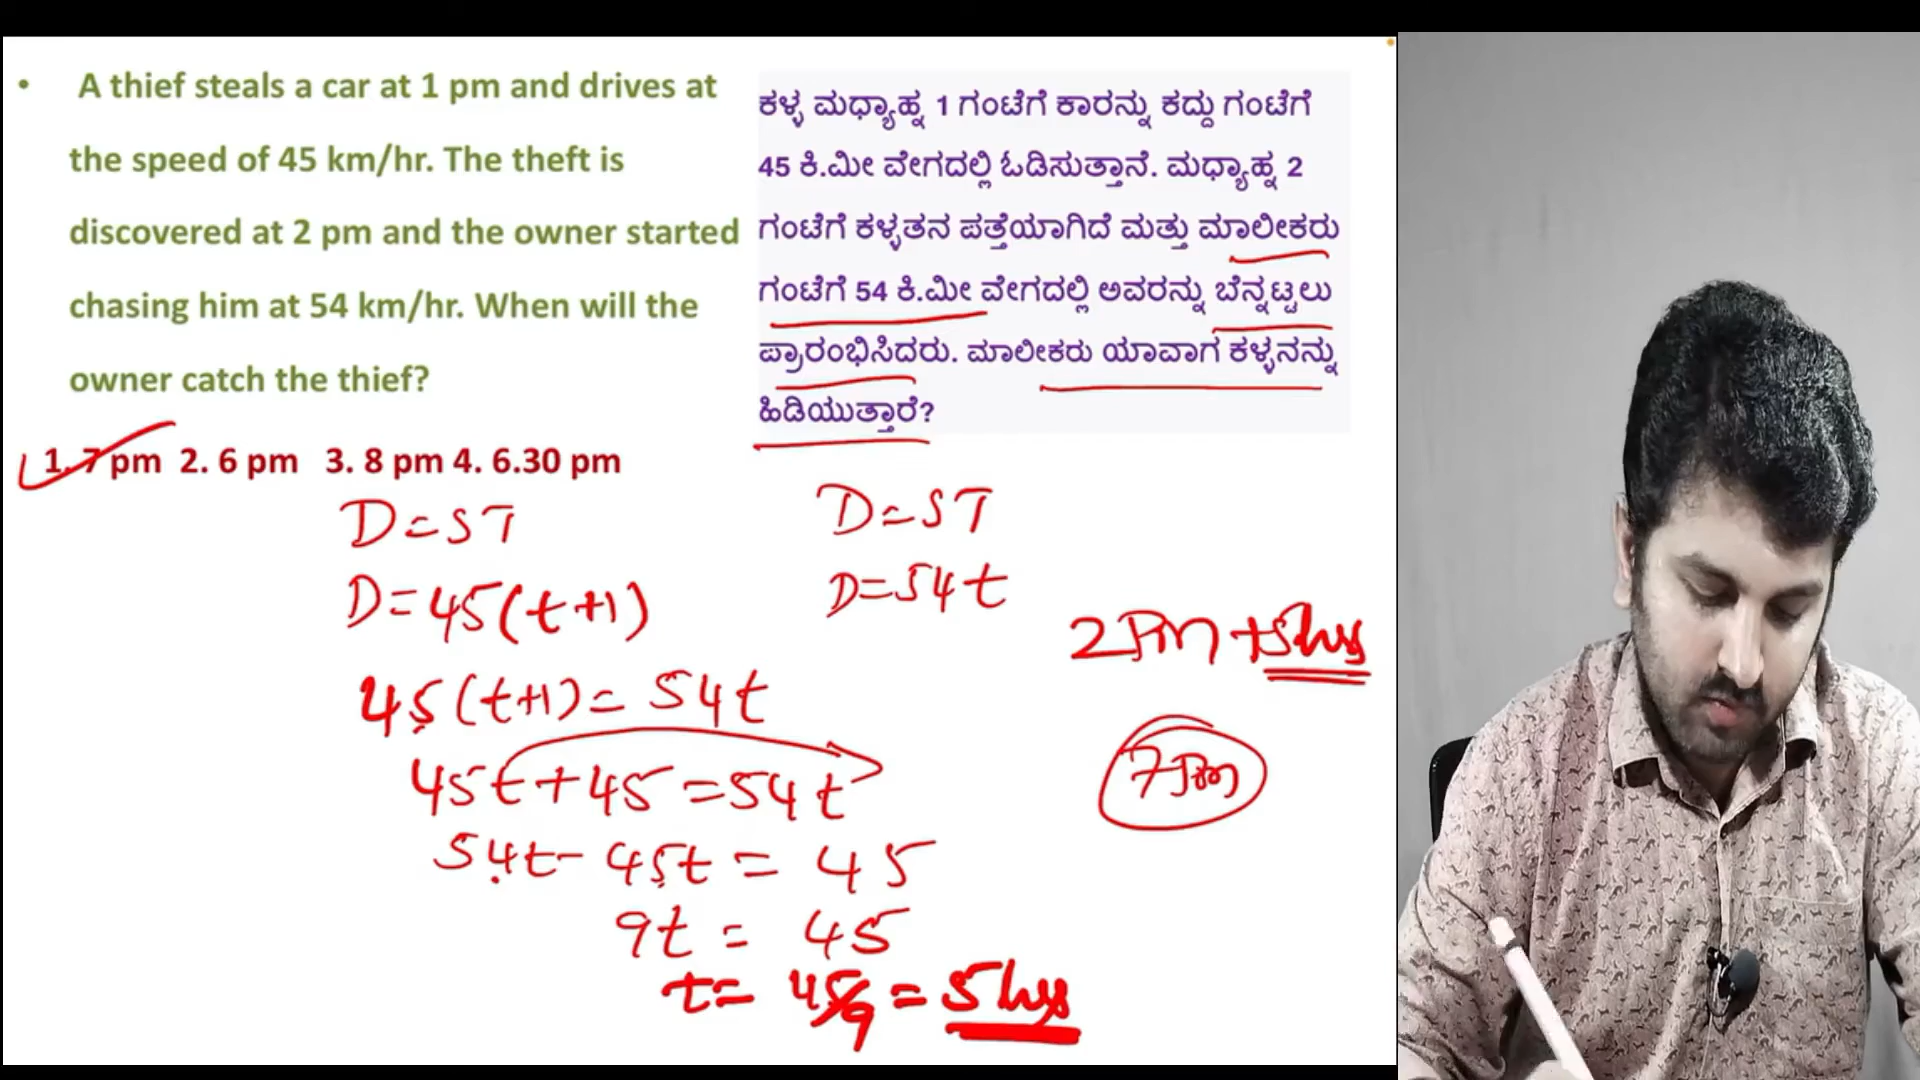 • A thief steals a car at 1 pm and drives at
the speed of 45 km/hr. The theft is
discovered at 2 pm and the owner started
chasing him at 54 km/hr. When will the
owner catch the thief?
1. 7 pm 2. 6 pm 3. 8 pm 4. 6.30 pm
ಕಳ್ಳ ಮಧ್ಯಾಹ್ನ 1 ಗಂಟೆಗೆ ಕಾರನ್ನು ಕದ್ದು ಗಂಟೆಗೆ
45 ಕಿ.ಮೀ ವೇಗದಲ್ಲಿ ಓಡಿಸುತ್ತಾನೆ. ಮಧ್ಯಾಹ್ನ 2
ಗಂಟೆಗೆ ಕಳ್ಳತನ ಪತ್ತೆಯಾಗಿದೆ ಮತ್ತು ಮಾಲೀಕರು
ಗಂಟೆಗೆ 54 ಕಿ.ಮೀ ವೇಗದಲ್ಲಿ ಅವರನ್ನು ಬೆನ್ನಟ್ಟಲು
ಪ್ರಾರಂಭಿಸಿದರು. ಮಾಲೀಕರು ಯಾವಾಗ ಕಳ್ಳನನ್ನು
ಹಿಡಿಯುತ್ತಾರೆ?
D=ST
D=45(t+1)
45(t+1)=54t
45t+45=54t
54t-45t=45
9t=45
t=45/9=5hrs
D=ST
D=54t
2Pm+5hrs
7Pm